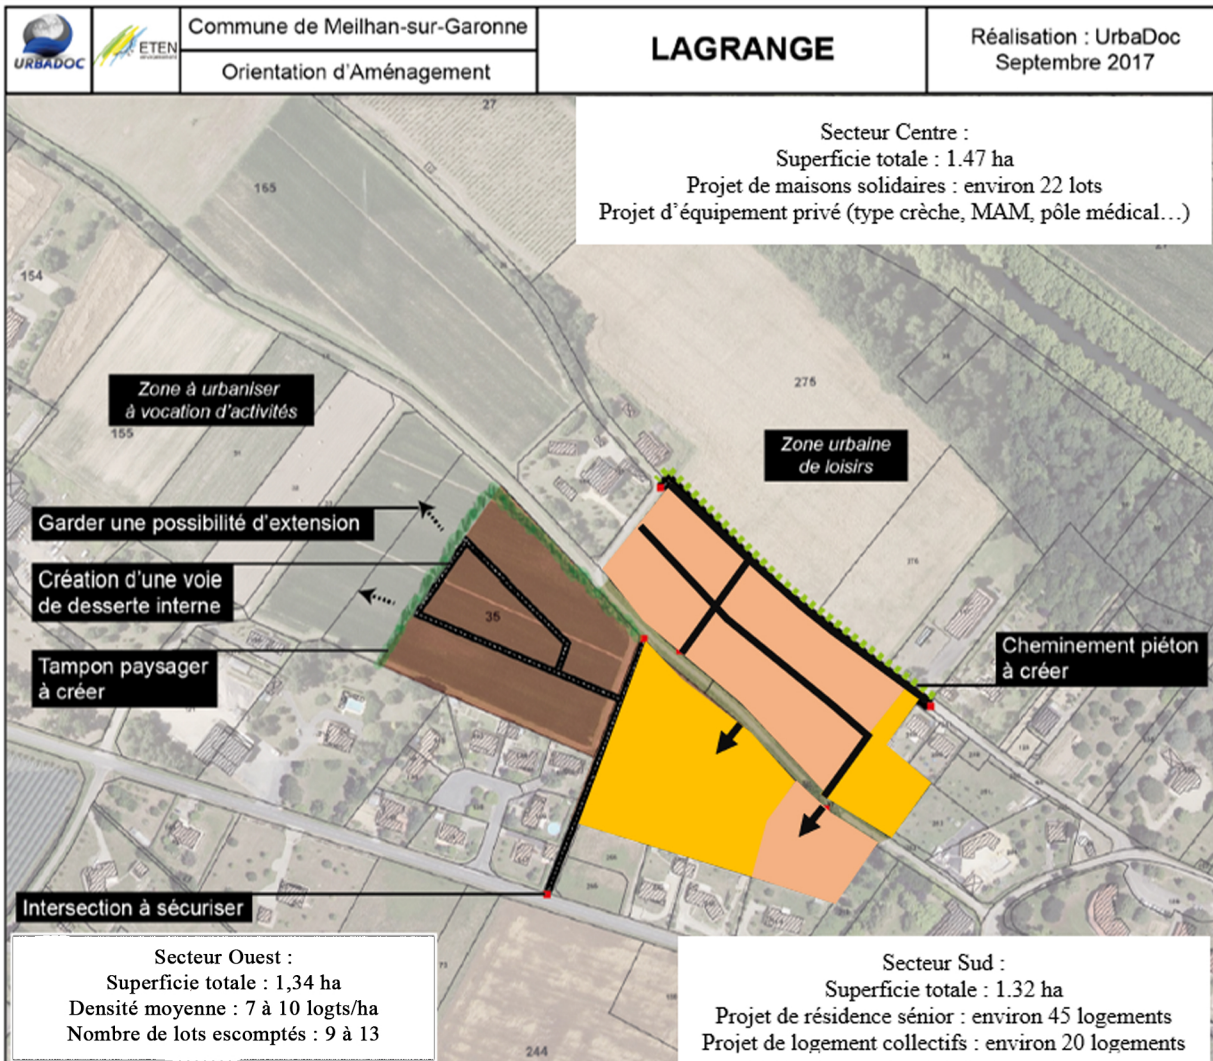 URBADOC
ETEN
Commune de Meilhan-sur-Garonne
Orientation d'Aménagement
LAGRANGE
Réalisation : UrbaDoc
Septembre 2017
Secteur Centre :
Superficie totale : 1.47 ha
Projet de maisons solidaires : environ 22 lots
Projet d'équipement privé (type crèche, MAM, pôle médical…)
27
165
154
275
Zone à urbaniser
à vocation d'activités
155
Zone urbaine
de loisirs
Garder une possibilité d'extension
Création d'une voie
de desserte interne
35
Tampon paysager
à créer
Cheminement piéton
à créer
Intersection à sécuriser
Secteur Ouest :
Superficie totale : 1,34 ha
Densité moyenne : 7 à 10 logts/ha
Nombre de lots escomptés : 9 à 13
244
Secteur Sud :
Superficie totale : 1.32 ha
Projet de résidence sénior : environ 45 logements
Projet de logement collectifs : environ 20 logements